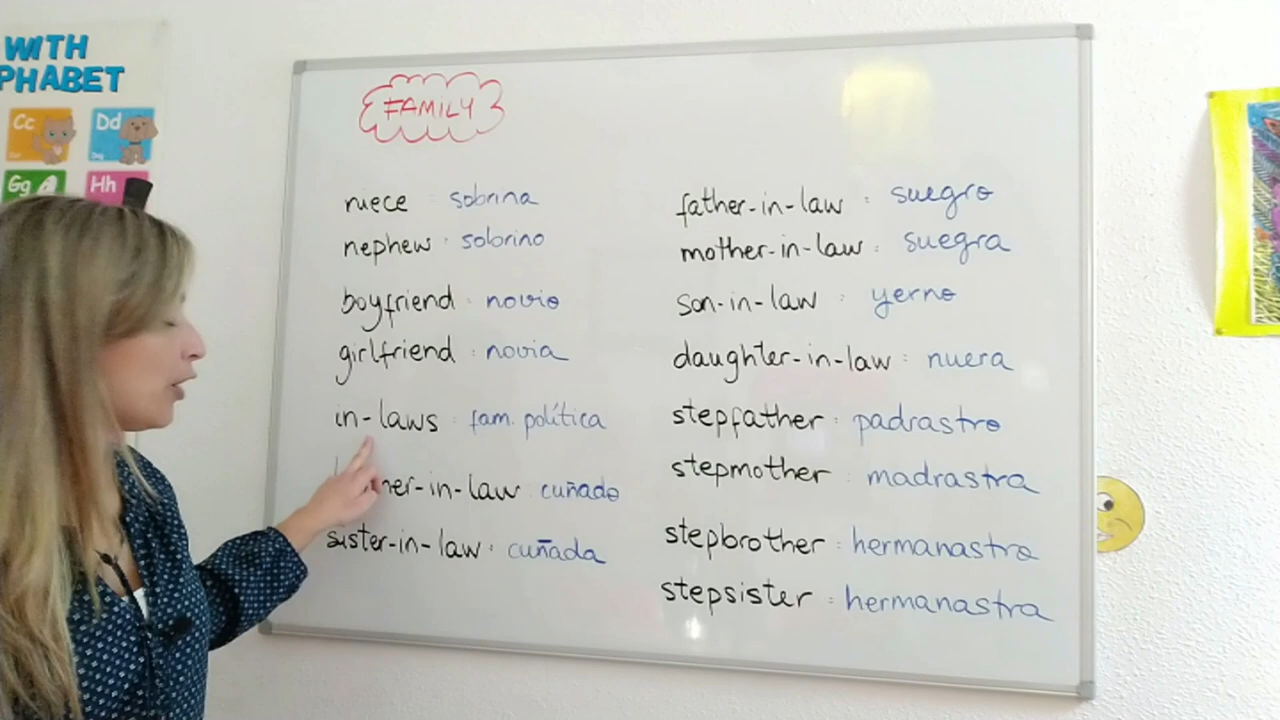 WITH
PHABET
Cc
Dd
Gg
Hh
FAMILY
niece : sobrina
nephew : sobrino
boyfriend : novio
girlfriend : novia
in-laws : fam. política
her-in-law : cuñado
sister-in-law : cuñada
father-in-law : suegro
mother-in-law : suegra
son-in-law : yerno
daughter-in-law : nuera
stepfather : padrastro
stepmother : madrastra
stepbrother : hermanastro
stepsister : hermanastra